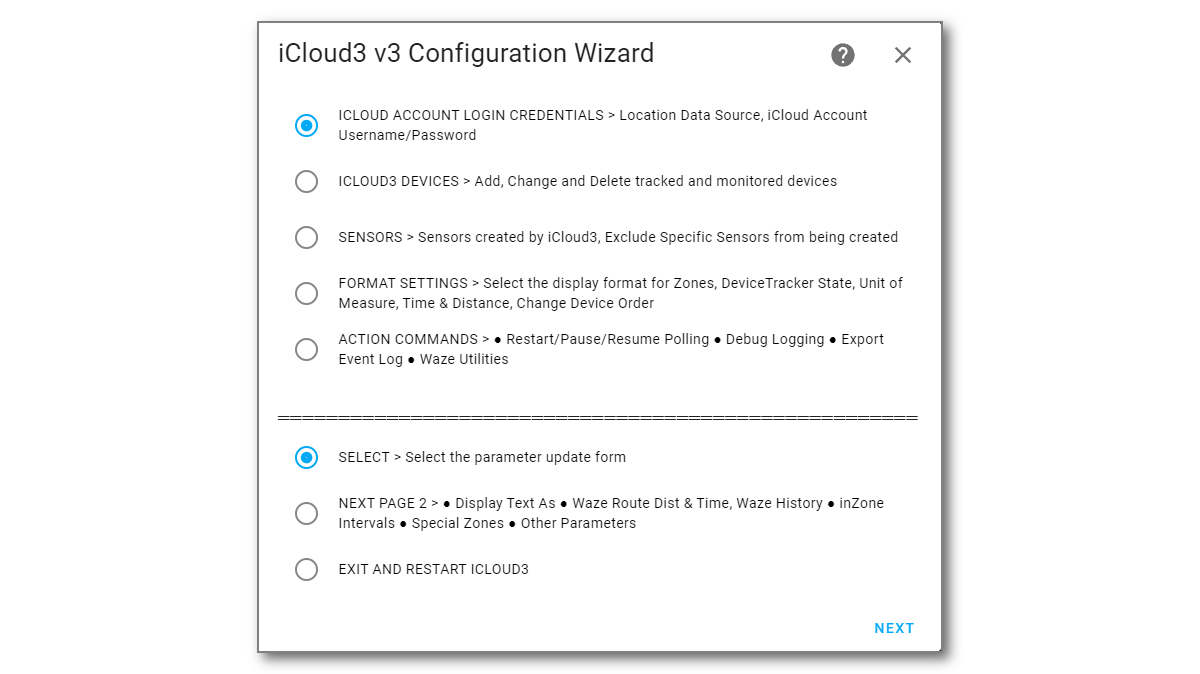 iCloud3 v3 Configuration Wizard
ICLOUD ACCOUNT LOGIN CREDENTIALS > Location Data Source, iCloud Account
Username/Password
ICLOUD3 DEVICES > Add, Change and Delete tracked and monitored devices
SENSORS > Sensors created by iCloud3, Exclude Specific Sensors from being created
FORMAT SETTINGS > Select the display format for Zones, DeviceTracker State, Unit of
Measure, Time & Distance, Change Device Order
ACTION COMMANDS > ● Restart/Pause/Resume Polling ● Debug Logging ● Export
Event Log ● Waze Utilities
SELECT > Select the parameter update form
NEXT PAGE 2 > ● Display Text As ● Waze Route Dist & Time, Waze History ● inZone
Intervals ● Special Zones ● Other Parameters
EXIT AND RESTART ICLOUD3
NEXT